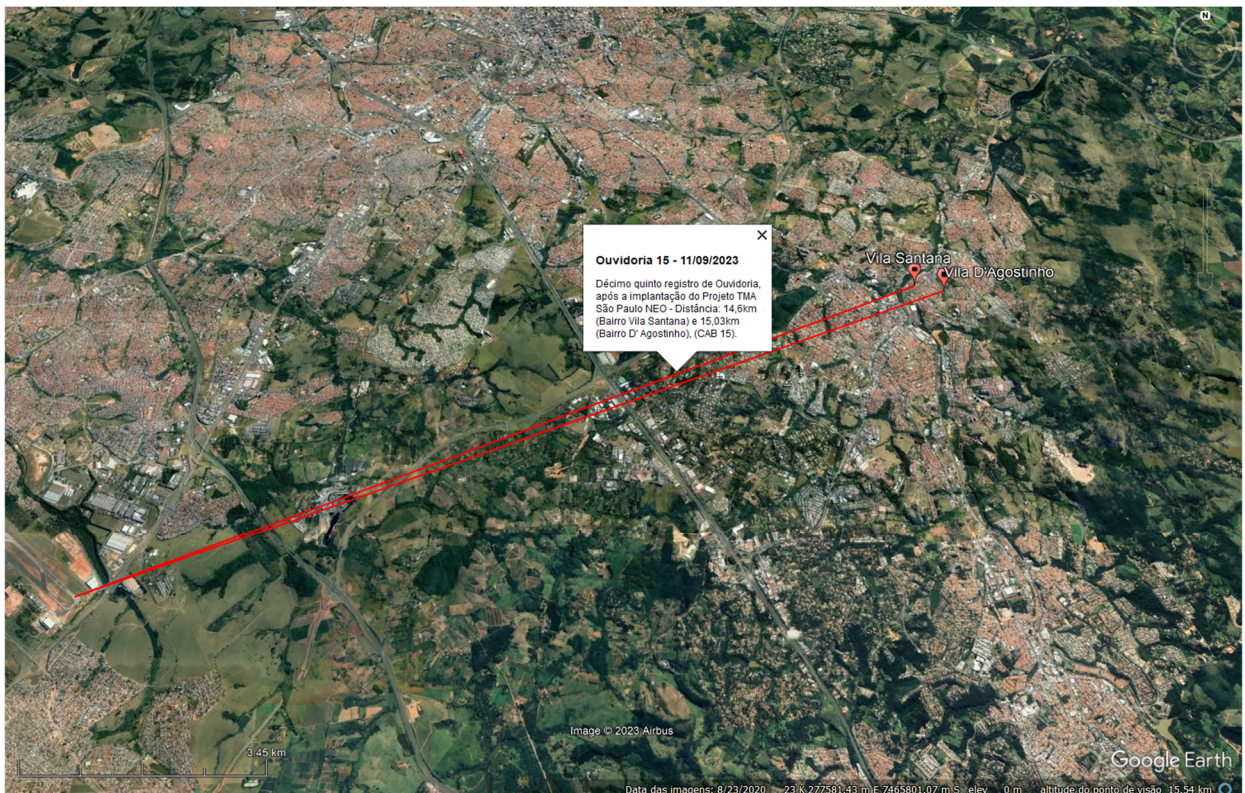 N
Ouvidoria 15 - 11/09/2023
Décimo quinto registro de Ouvidoria,
após a implantação do Projeto TMA
São Paulo NEO - Distância: 14,6km
(Bairro Vila Santana) e 15,03km
(Bairro D' Agostinho), (CAB 15).
Vila Santana
Vila D'Agostinho
Image © 2023 Airbus
3.45 km
Google Earth
Data das imagens: 8/23/2020 23 K 277581.43 m E 7465801.07 m S elev 0 m altitude do ponto de visão 15.54 km